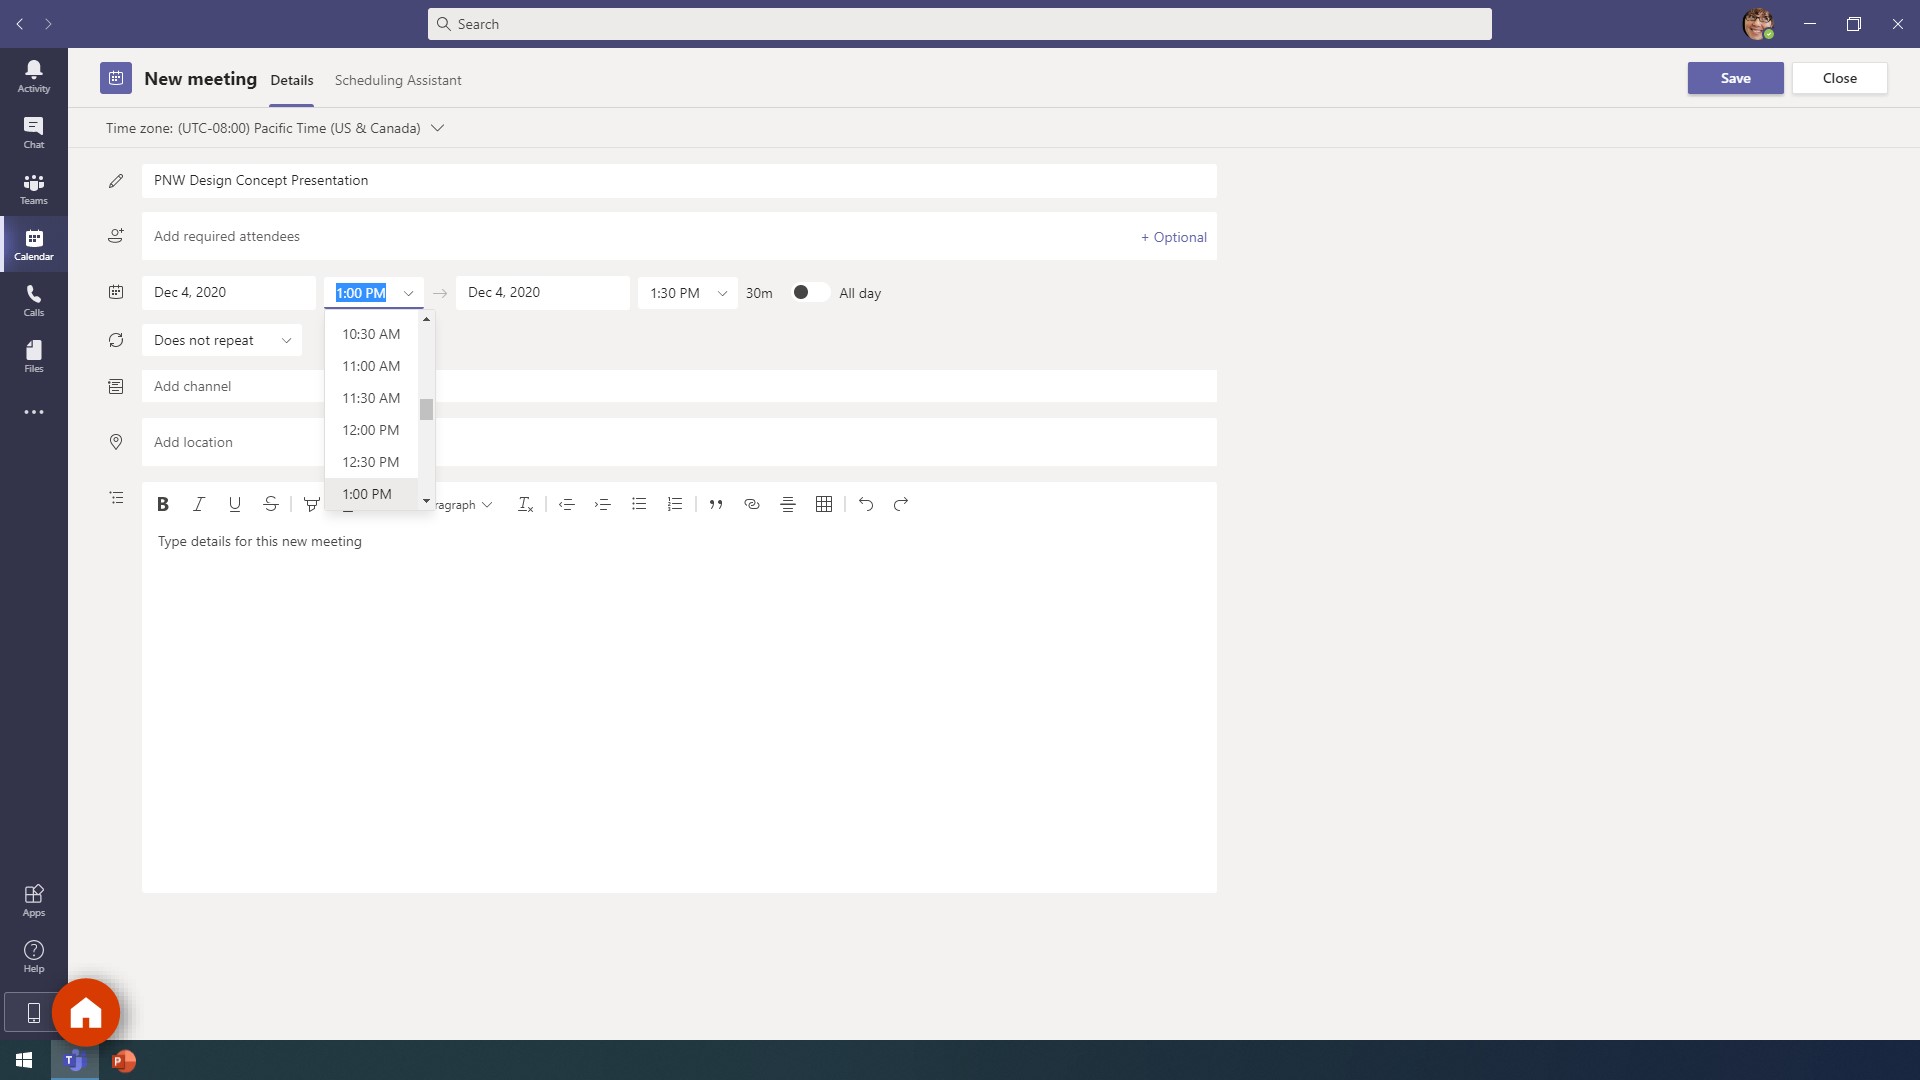 Search
Activity
Chat
Teams
Calendar
Calls
Files
Apps
Help
New meeting
Details
Scheduling Assistant
Save
Close
Time zone: (UTC-08:00) Pacific Time (US & Canada)
PNW Design Concept Presentation
Add required attendees
+ Optional
Dec 4, 2020
1:00 PM
Dec 4, 2020
1:30 PM
30m
All day
10:30 AM
11:00 AM
11:30 AM
12:00 PM
12:30 PM
1:00 PM
Does not repeat
Add channel
Add location
B I U S
ragraph
Type details for this new meeting
T
P